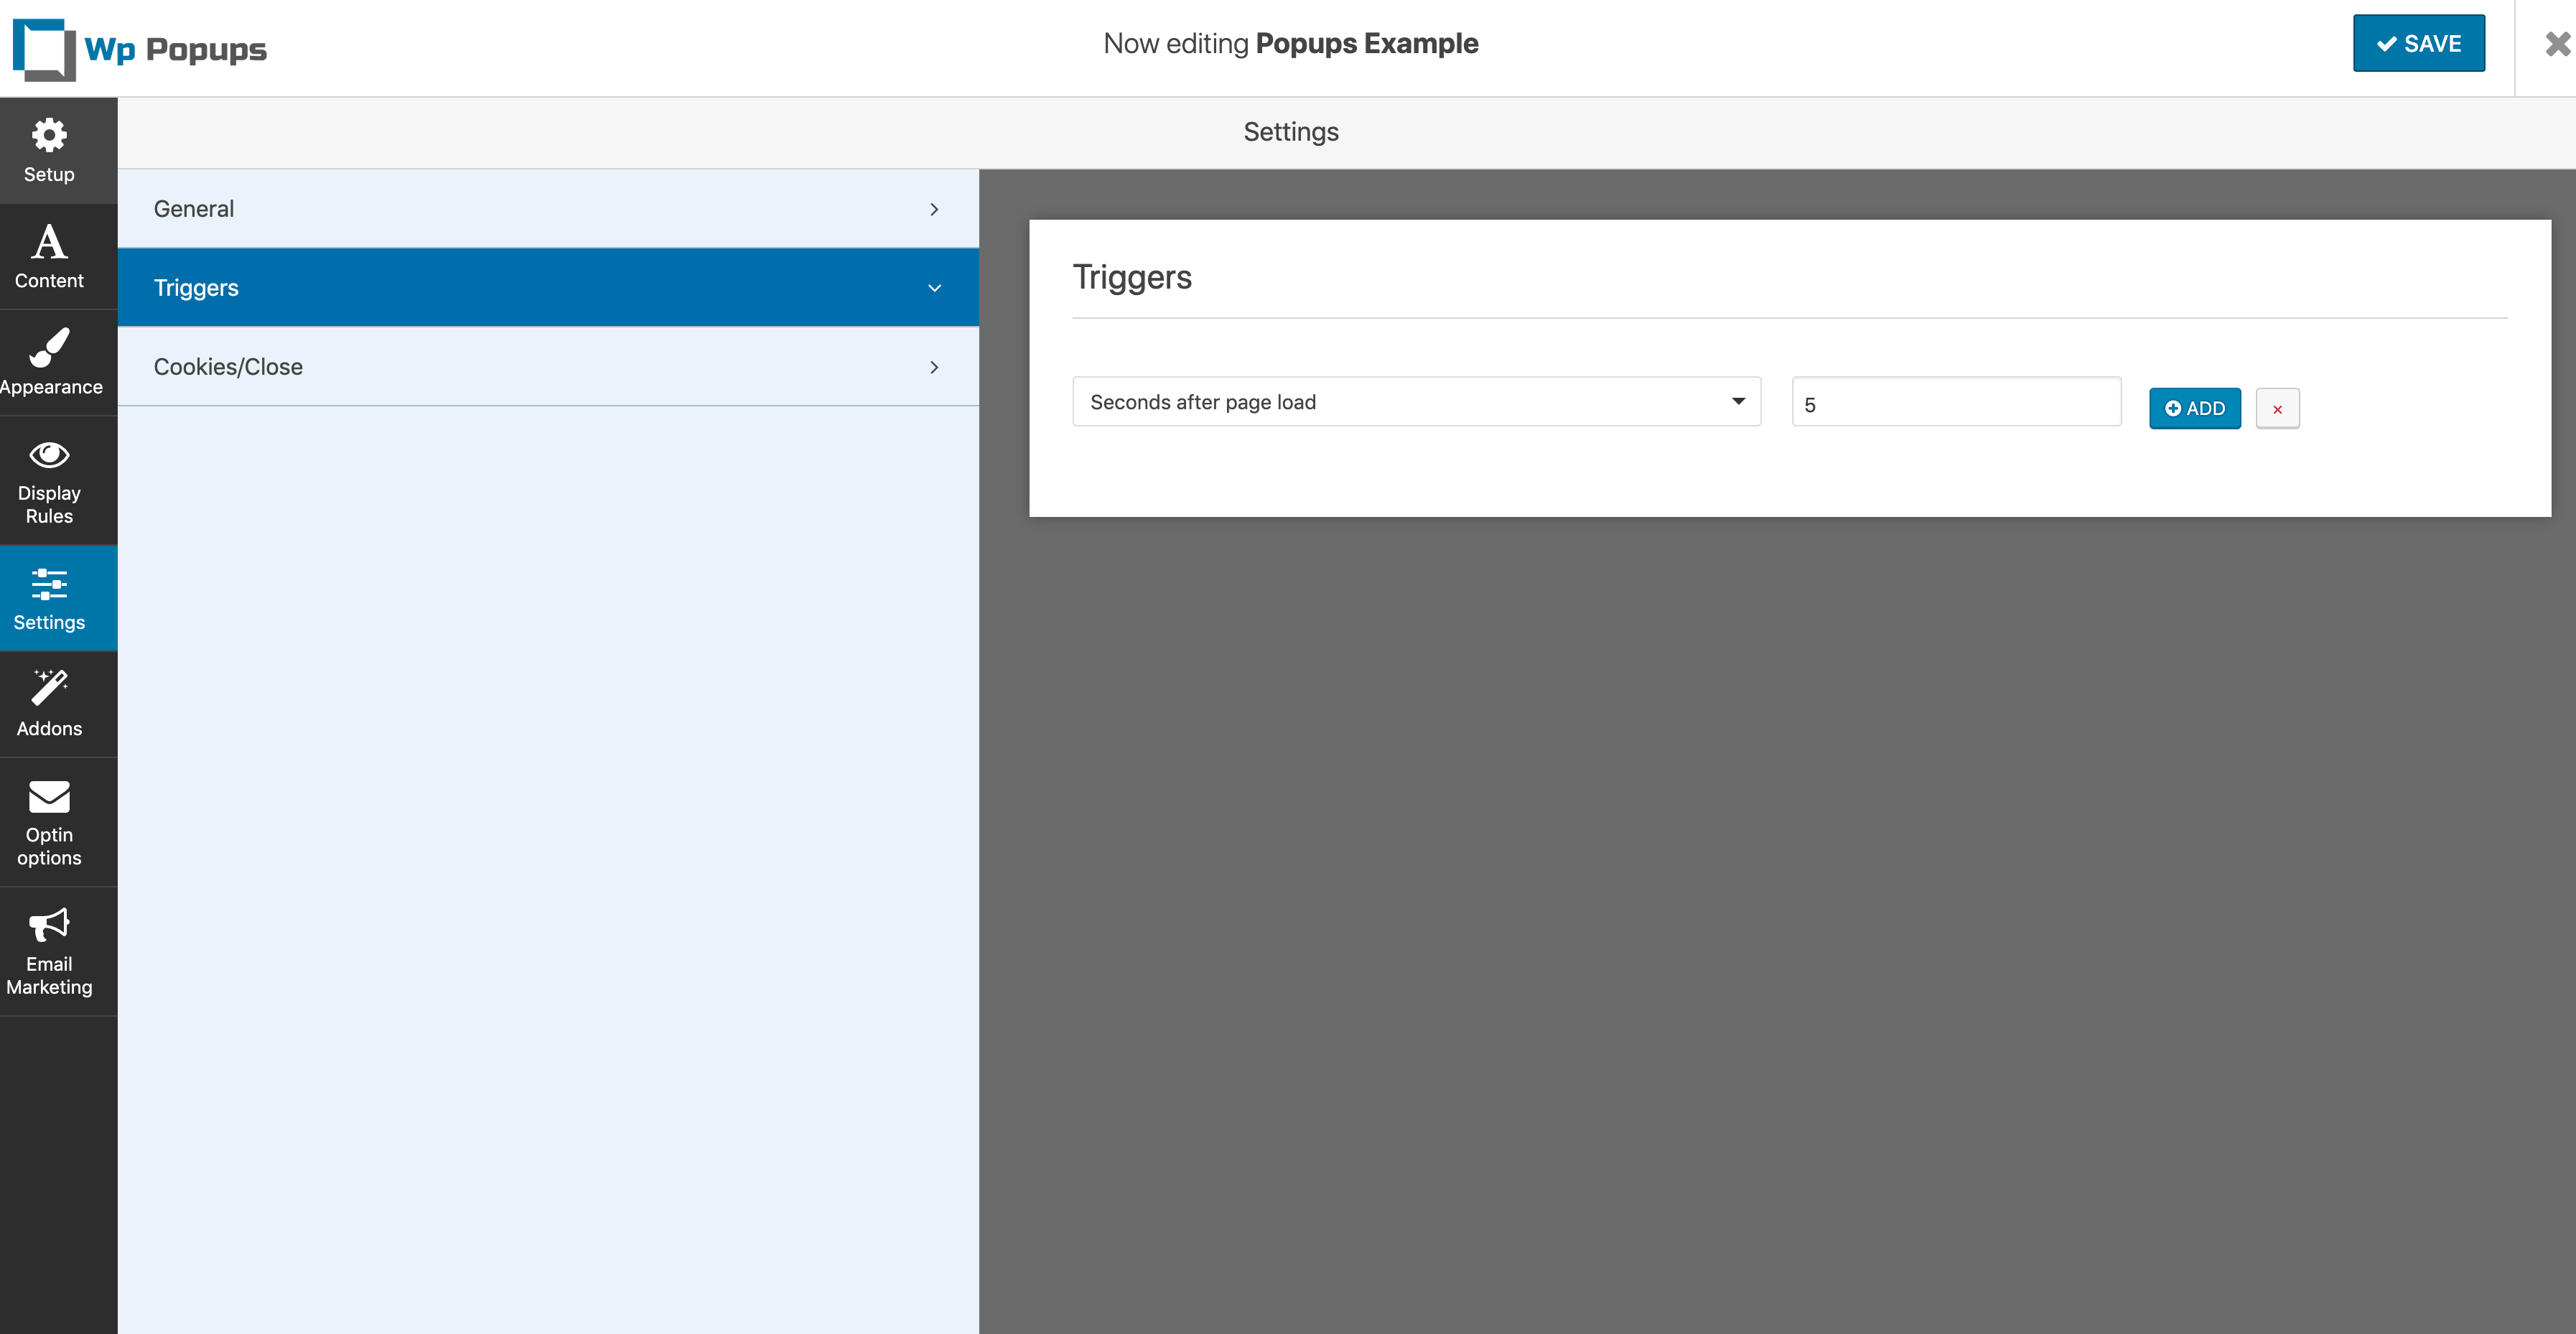 Wp Popups
Now editing Popups Example
SAVE
Settings
Setup
Content
Appearance
Display
Rules
Settings
Addons
Optin
options
Email
Marketing
General
Triggers
Cookies/Close
Triggers
Seconds after page load
5
ADD